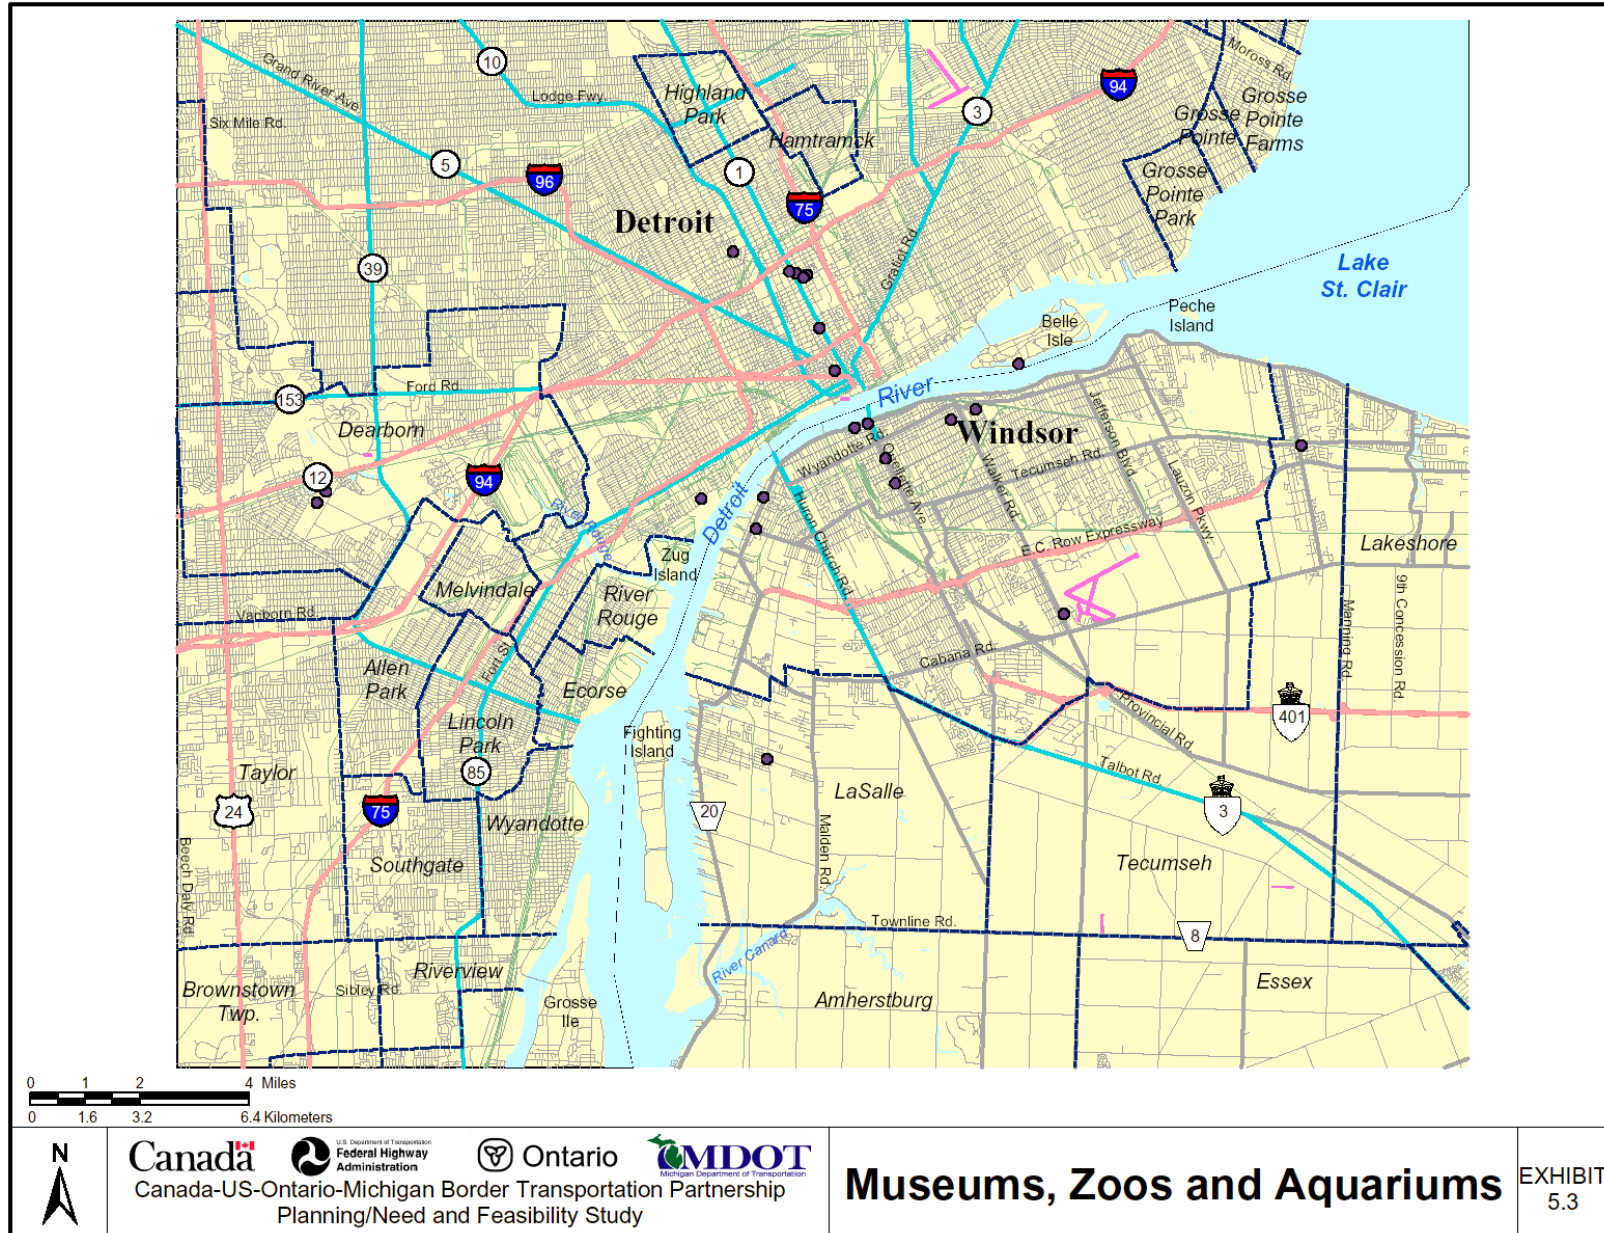 10
Grand River Ave.
Lodge Fwy.
Highland
Park
Moross Rd.
94
3
Grosse
Pointe
Farms
Grosse
Pointe
Six Mile Rd.
Hamtramck
5
96
1
Grosse
Pointe
Park
75
Detroit
39
Gratiot Rd.
Lake
St. Clair
Peche
Island
Belle
Isle
River
Ford Rd.
153
Dearborn
Windsor
Jefferson Blvd.
Wyandotte Rd.
Ouellette Ave.
Walker Rd.
Tecumseh Rd.
Lauzon Pkwy.
12
94
River Rouge
Detroit
Huron Church Rd.
E.C. Row Expressway
Lakeshore
Zug
Island
Melvindale
River
Rouge
Vanborn Rd.
Manning Rd
9th Concession Rd.
Allen
Park
Fort St.
Cabana Rd.
Ecorse
Lincoln
Park
Fighting
Island
Provincial Rd.
401
Talbot Rd.
Taylor
85
24
75
20
LaSalle
3
Wyandotte
Malden Rd.
Southgate
Tecumseh
Beech Daly Rd.
Townline Rd.
8
River Canard
Riverview
Brownstown
Twp.
Sibley Rd.
Grosse
Ile
Amherstburg
Essex
0 1 2 4 Miles
0 1.6 3.2 6.4 Kilometers
N
Canada
U.S. Department of Transportation
Federal Highway
Administration
Ontario
MDOT
Michigan Department of Transportation
Canada-US-Ontario-Michigan Border Transportation Partnership
Planning/Need and Feasibility Study
Museums, Zoos and Aquariums
EXHIBIT
5.3